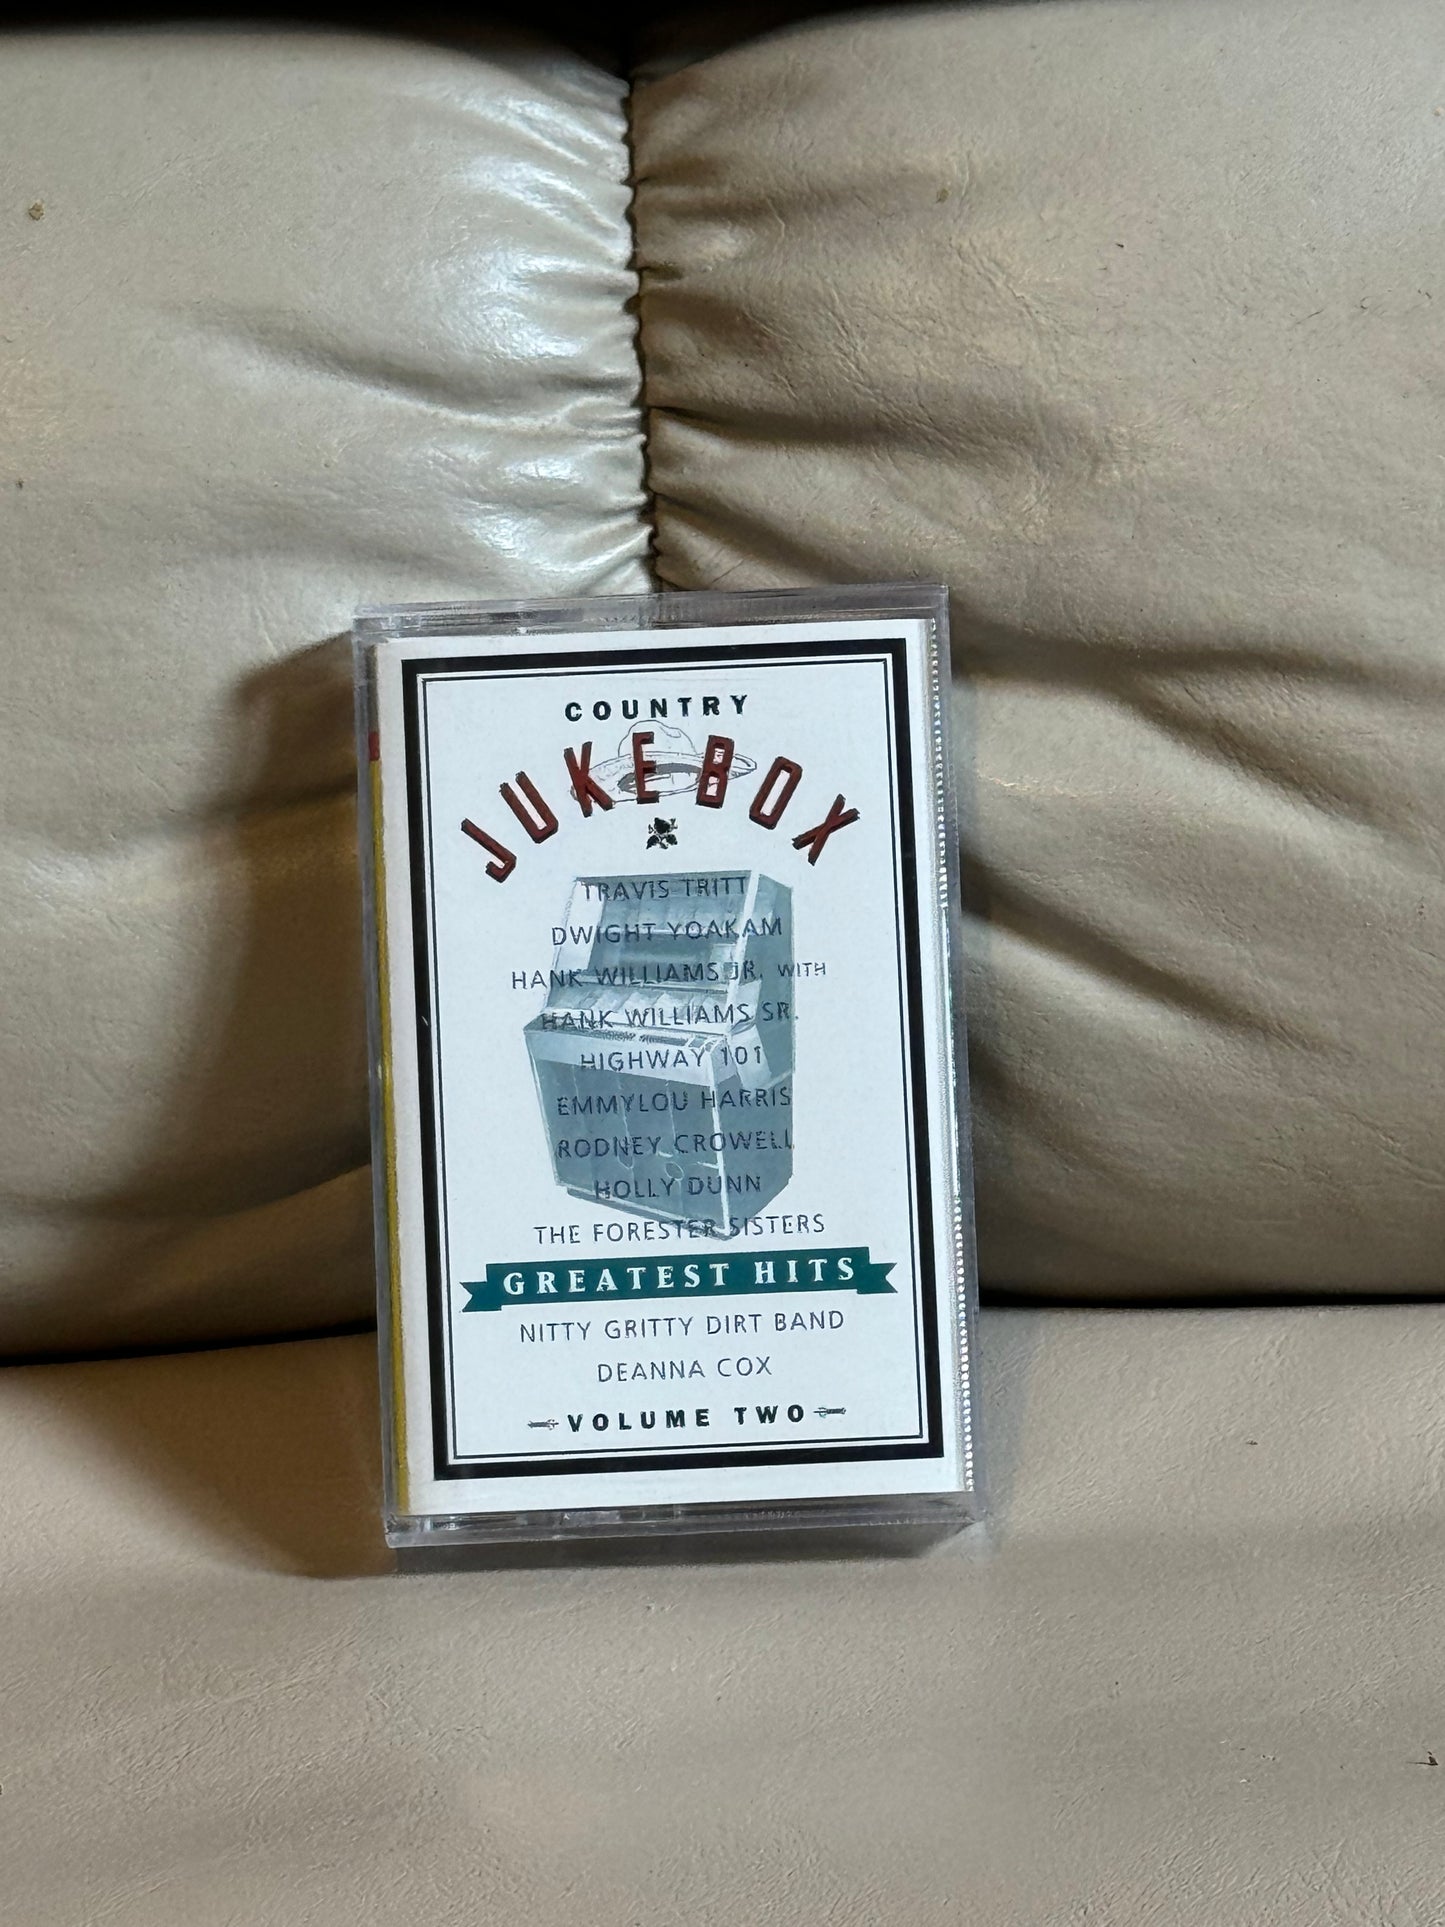 COUNTRY
JUKEBOX
TRAVIS TRITT
DWIGHT YOAKAM
HANK WILLIAMS JR. WITH
HANK WILLIAMS SR.
HIGHWAY 101
EMMYLOU HARRIS
RODNEY CROWELL
HOLLY DUNN
THE FORESTER SISTERS
GREATEST HITS
NITTY GRITTY DIRT BAND
DEANNA COX
VOLUME TWO